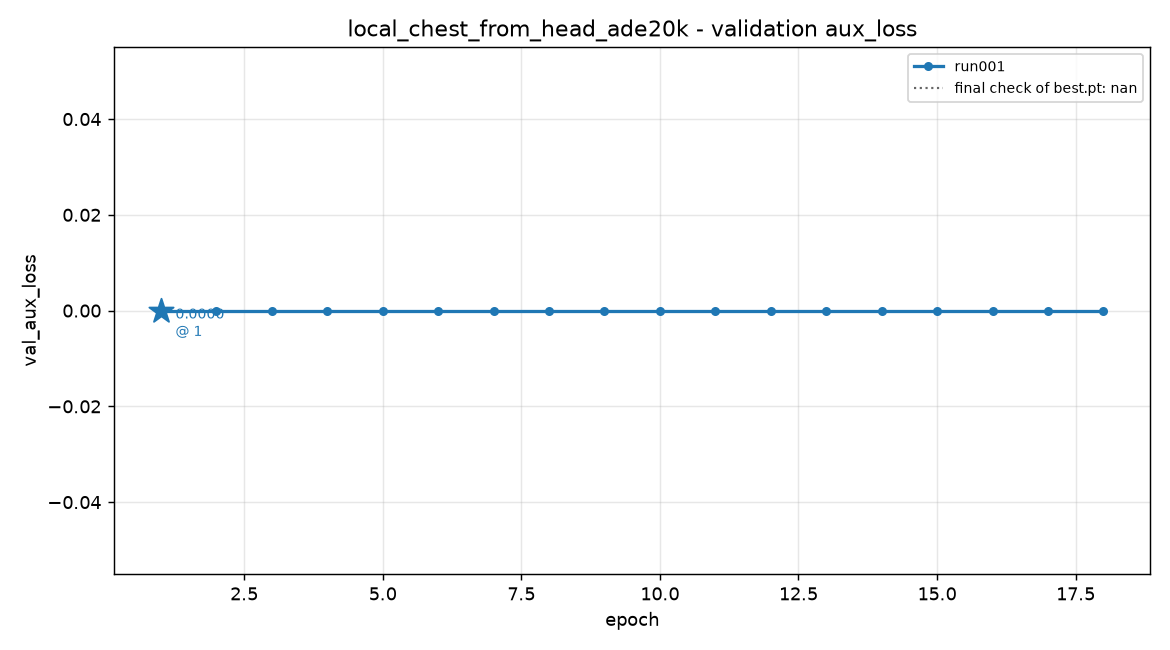 local_chest_from_head_ade20k - validation aux_loss
run001
final check of best.pt: nan
0.04
0.02
0.00
−0.02
−0.04
val_aux_loss
0.0000
@ 1
2.5
5.0
7.5
10.0
12.5
15.0
17.5
epoch